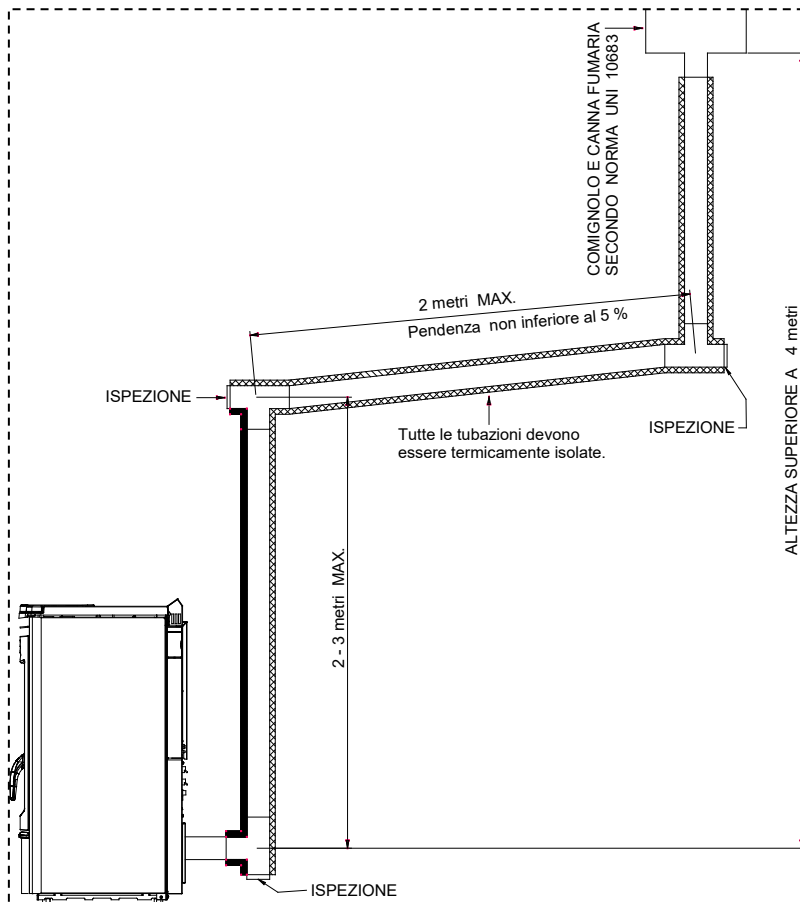 COMIGNOLO E CANNA FUMARIA
SECONDO NORMA UNI 10683
2 metri MAX.
Pendenza non inferiore al 5 %
ISPEZIONE
ISPEZIONE
Tutte le tubazioni devono
essere termicamente isolate.
ALTEZZA SUPERIORE A 4 metri
2 - 3 metri MAX.
ISPEZIONE